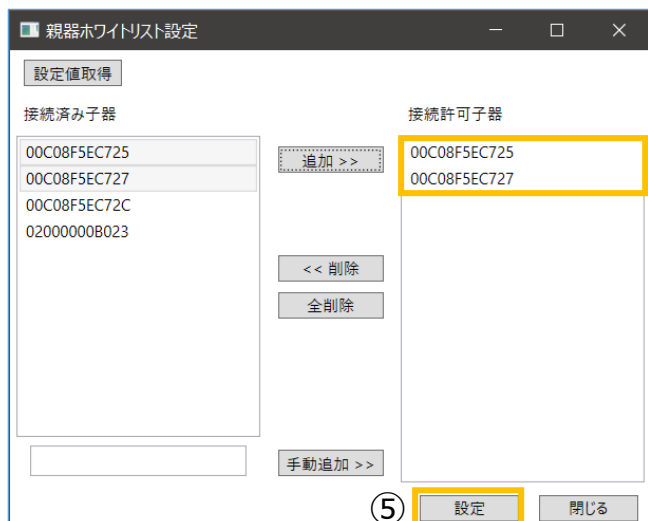 親器ホワイトリスト設定
設定値取得
接続済み子器
接続許可子器
00C08F5EC725
00C08F5EC727
00C08F5EC72C
02000000B023
追加 >>
<< 削除
全削除
手動追加 >>
00C08F5EC725
00C08F5EC727
⑤
設定
閉じる